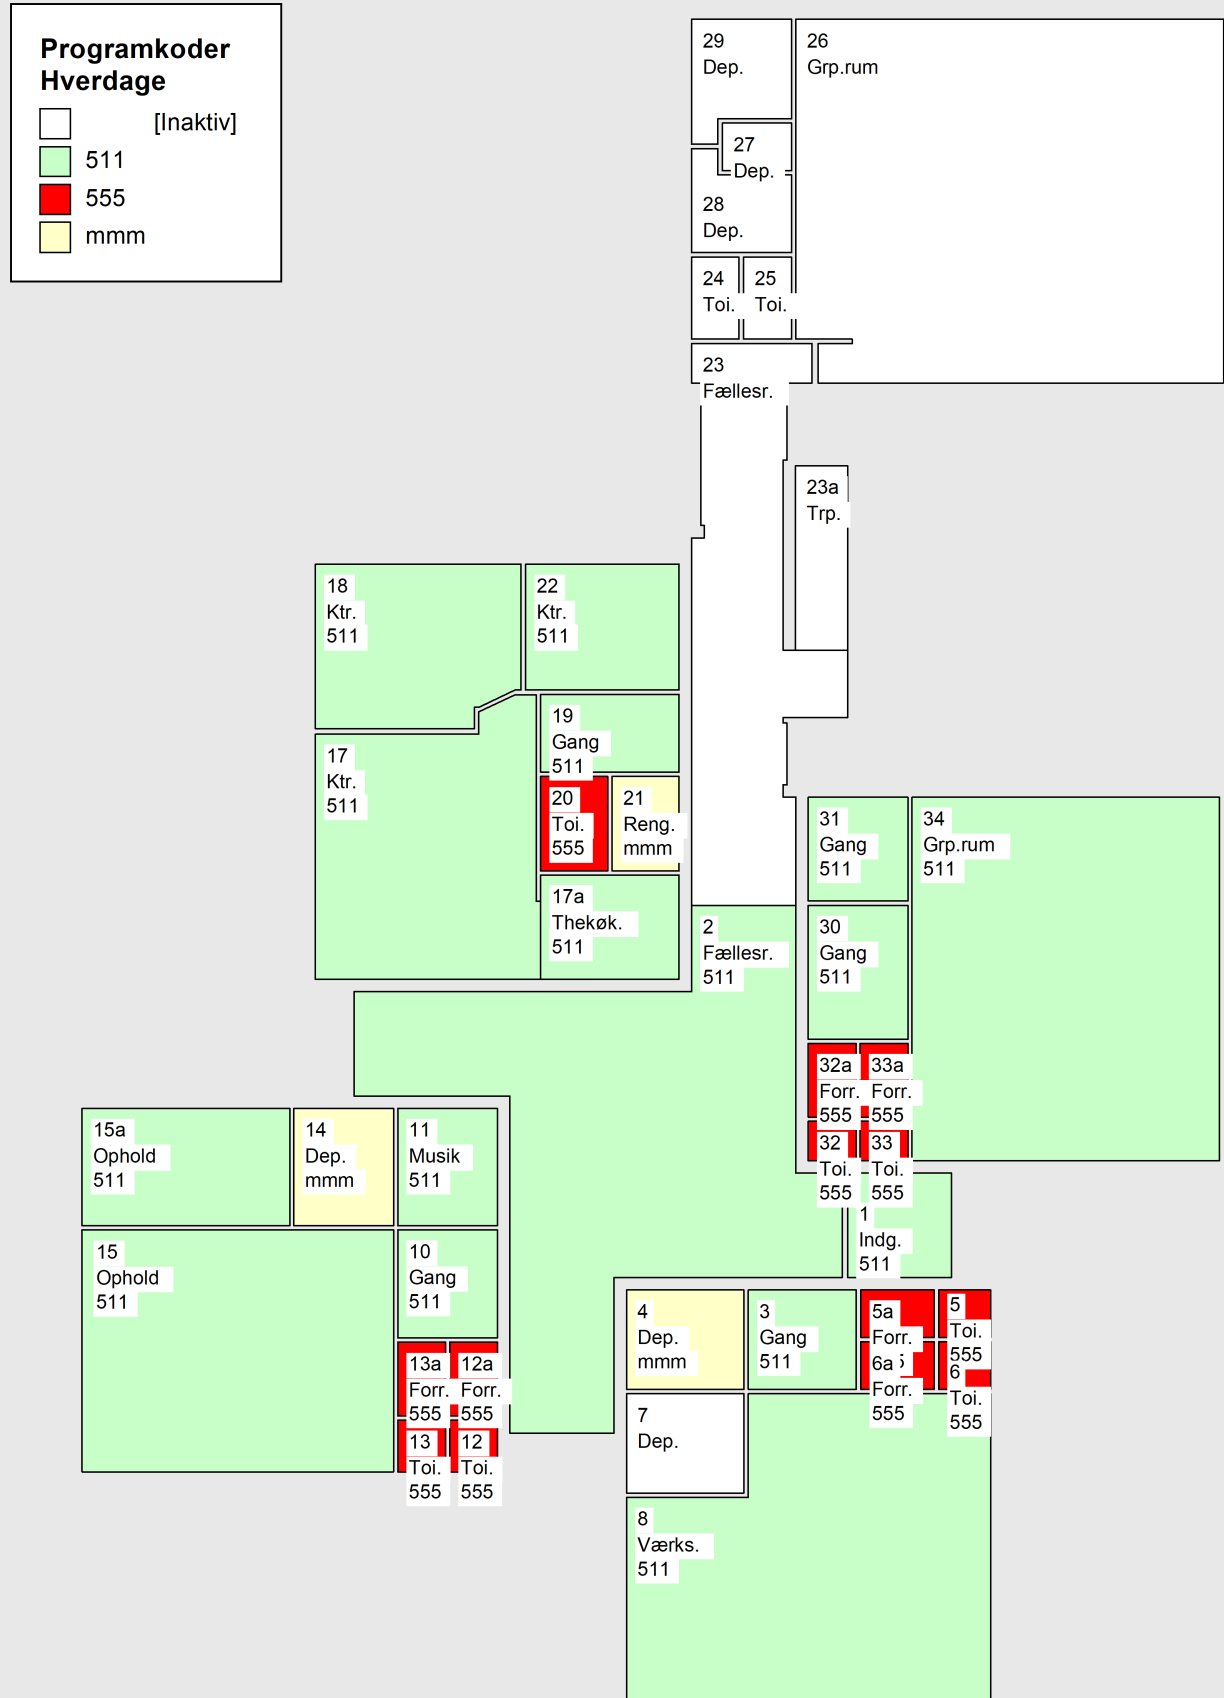 Programkoder
Hverdage
[Inaktiv]
511
555
mmm
29
Dep.
26
Grp.rum
27
Dep.
28
Dep.
24
Toi.
25
Toi.
23
Fællesr.
23a
Trp.
18
Ktr.
511
22
Ktr.
511
19
Gang
511
17
Ktr.
511
20
Toi.
555
21
Reng.
mmm
17a
Thekøk.
511
31
Gang
511
34
Grp.rum
511
2
Fællesr.
511
30
Gang
511
32a
Forr.
555
33a
Forr.
555
32
Toi.
555
33
Toi.
555
15a
Ophold
511
14
Dep.
mmm
11
Musik
511
1
Indg.
511
15
Ophold
511
10
Gang
511
4
Dep.
mmm
3
Gang
511
5a
Forr.
5
Toi.
555
6a
Forr.
555
6
Toi.
555
13a
Forr.
555
12a
Forr.
555
13
Toi.
555
12
Toi.
555
7
Dep.
8
Værks.
511